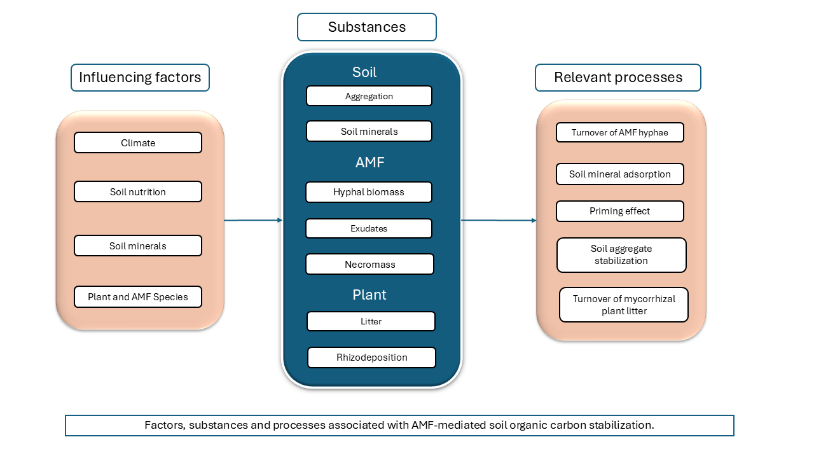 Substances
Influencing factors
Relevant processes
Climate
Soil nutrition
Soil minerals
Plant and AMF Species
Soil
Aggregation
Soil minerals
AMF
Hyphal biomass
Exudates
Necromass
Plant
Litter
Rhizodeposition
Turnover of AMF hyphae
Soil mineral adsorption
Priming effect
Soil aggregate
stabilization
Turnover of mycorrhizal
plant litter
Factors, substances and processes associated with AMF-mediated soil organic carbon stabilization.